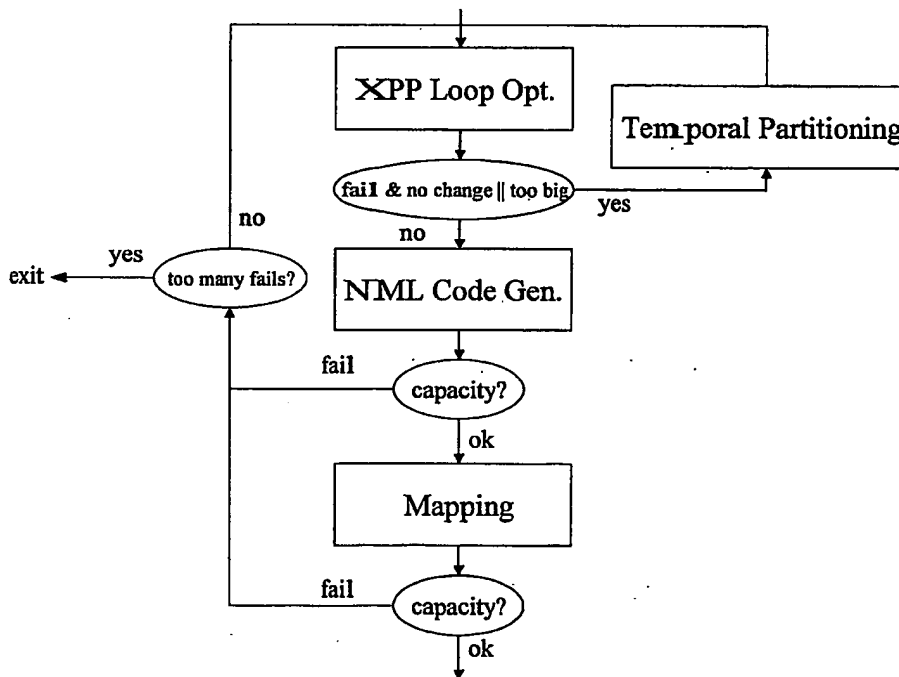 XPP Loop Opt.
Temporal Partitioning
fail & no change || too big
yes
no
no
yes
exit
too many fails?
NML Code Gen.
fail
capacity?
ok
Mapping
fail
capacity?
ok